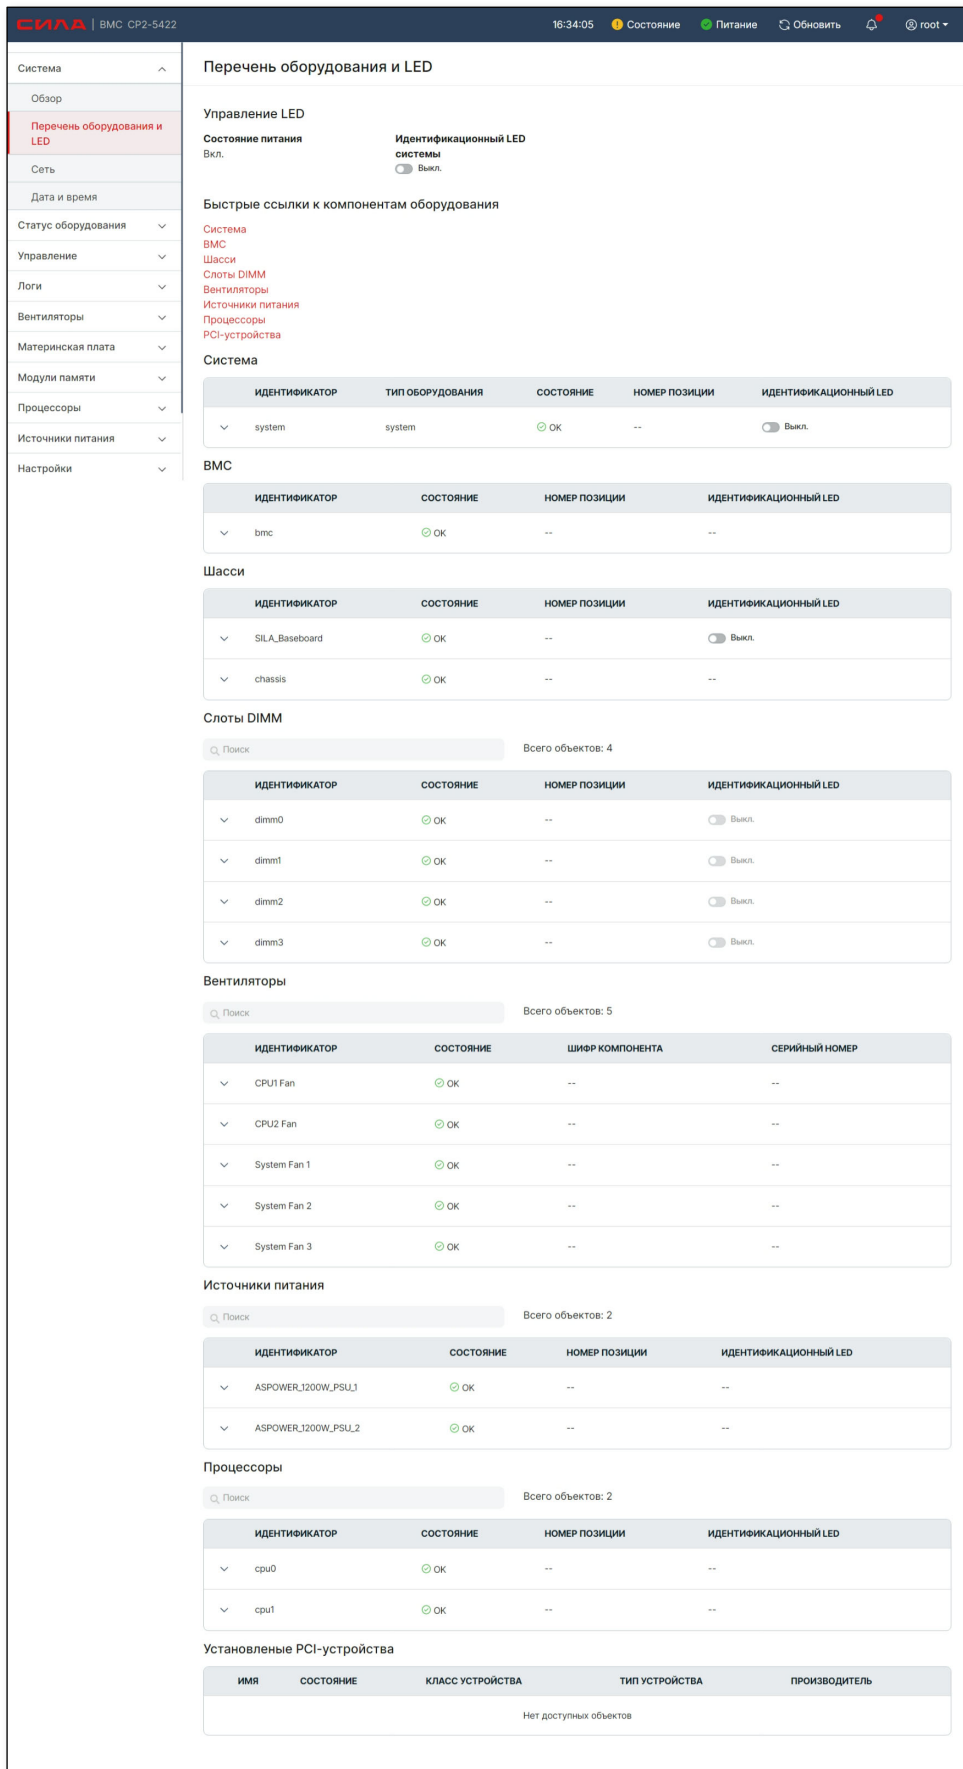 СИЛА | BMC CP2-5422 16:34:05 Состояние Питание Обновить root
Система
Обзор
Перечень оборудования и
LED
Сеть
Дата и время
Статус оборудования
Управление
Логи
Вентиляторы
Материнская плата
Модули памяти
Процессоры
Источники питания
Настройки
Перечень оборудования и LED
Управление LED
Состояние питания Идентификационный LED
системы
Вкл.
Выкл.
Быстрые ссылки к компонентам оборудования
Система
BMC
Шасси
Слоты DIMM
Вентиляторы
Источники питания
Процессоры
PCI-устройства
Система
ИДЕНТИФИКАТОР ТИП ОБОРУДОВАНИЯ СОСТОЯНИЕ НОМЕР ПОЗИЦИИ ИДЕНТИФИКАЦИОННЫЙ LED
system system OK -- Выкл.
BMC
ИДЕНТИФИКАТОР СОСТОЯНИЕ НОМЕР ПОЗИЦИИ ИДЕНТИФИКАЦИОННЫЙ LED
bmc OK -- --
Шасси
ИДЕНТИФИКАТОР СОСТОЯНИЕ НОМЕР ПОЗИЦИИ ИДЕНТИФИКАЦИОННЫЙ LED
SILA_Baseboard OK -- Выкл.
chassis OK -- --
Слоты DIMM
Поиск Всего объектов: 4
ИДЕНТИФИКАТОР СОСТОЯНИЕ НОМЕР ПОЗИЦИИ ИДЕНТИФИКАЦИОННЫЙ LED
dimm0 OK -- Выкл.
dimm1 OK -- Выкл.
dimm2 OK -- Выкл.
dimm3 OK -- Выкл.
Вентиляторы
Поиск Всего объектов: 5
ИДЕНТИФИКАТОР СОСТОЯНИЕ ШИФР КОМПОНЕНТА СЕРИЙНЫЙ НОМЕР
CPU1 Fan OK -- --
CPU2 Fan OK -- --
System Fan 1 OK -- --
System Fan 2 OK -- --
System Fan 3 OK -- --
Источники питания
Поиск Всего объектов: 2
ИДЕНТИФИКАТОР СОСТОЯНИЕ НОМЕР ПОЗИЦИИ ИДЕНТИФИКАЦИОННЫЙ LED
ASPOWER_1200W_PSU_1 OK -- --
ASPOWER_1200W_PSU_2 OK -- --
Процессоры
Поиск Всего объектов: 2
ИДЕНТИФИКАТОР СОСТОЯНИЕ НОМЕР ПОЗИЦИИ ИДЕНТИФИКАЦИОННЫЙ LED
cpu0 OK -- --
cpu1 OK -- --
Установленые PCI-устройства
ИМЯ СОСТОЯНИЕ КЛАСС УСТРОЙСТВА ТИП УСТРОЙСТВА ПРОИЗВОДИТЕЛЬ
Нет доступных объектов